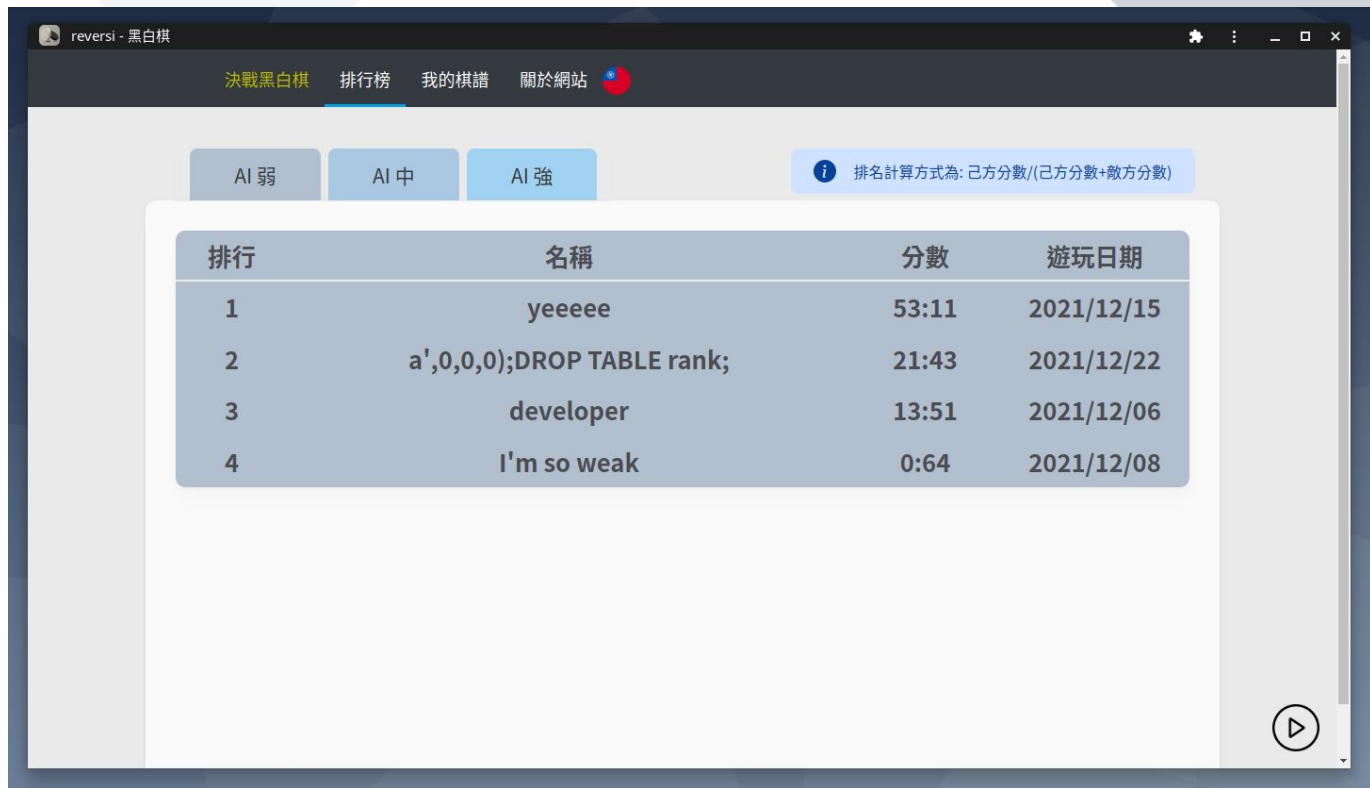 reversi - 黑白棋
決戰黑白棋 排行榜 我的棋譜 關於網站
AI 弱 AI 中 AI 強
排名計算方式為: 己方分數/(己方分數+敵方分數)
排行 名稱 分數 遊玩日期
1 yeeeee 53:11 2021/12/15
2 a',0,0,0);DROP TABLE rank; 21:43 2021/12/22
3 developer 13:51 2021/12/06
4 I'm so weak 0:64 2021/12/08